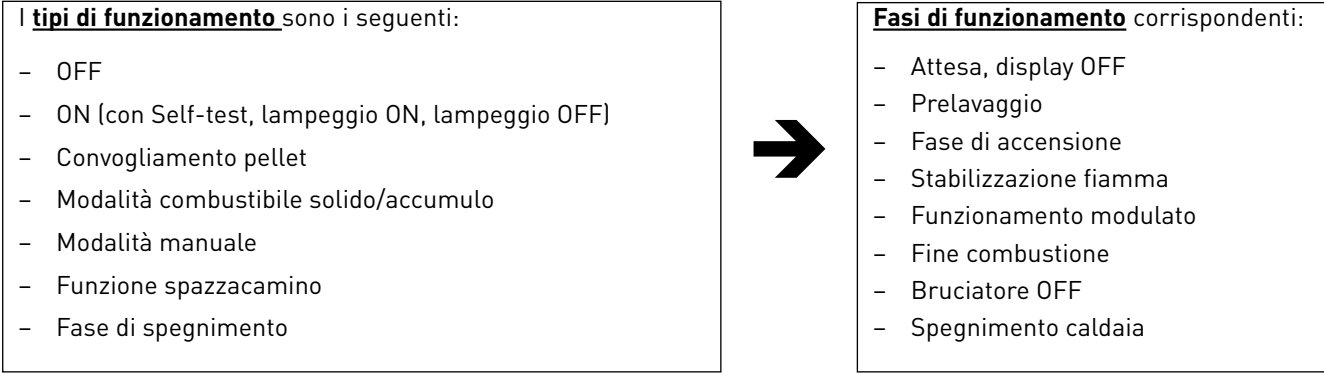 I tipi di funzionamento sono i seguenti:
– OFF
– ON (con Self-test, lampeggio ON, lampeggio OFF)
– Convogliamento pellet
– Modalità combustibile solido/accumulo
– Modalità manuale
– Funzione spazzacamino
– Fase di spegnimento
Fasi di funzionamento corrispondenti:
– Attesa, display OFF
– Prelavaggio
– Fase di accensione
– Stabilizzazione fiamma
– Funzionamento modulato
– Fine combustione
– Bruciatore OFF
– Spegnimento caldaia